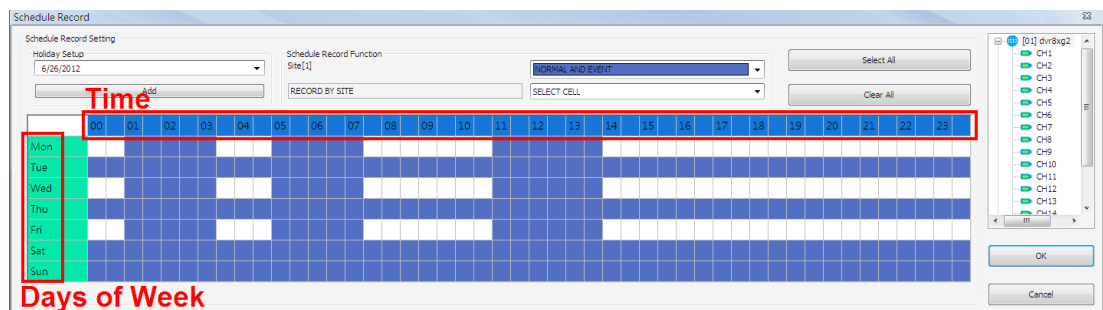 Schedule Record
Schedule Record Setting
Holiday Setup
6/26/2012
Add
Schedule Record Function
Site[1]
NORMAL AND EVENT
RECORD BY SITE
SELECT CELL
Select All
Clear All
Time
00 01 02 03 04 05 06 07 08 09 10 11 12 13 14 15 16 17 18 19 20 21 22 23
Mon
Tue
Wed
Thu
Fri
Sat
Sun
Days of Week
[01] dvr8xg2
CH1
CH2
CH3
CH4
CH5
CH6
CH7
CH8
CH9
CH10
CH11
CH12
CH13
CH14
OK
Cancel